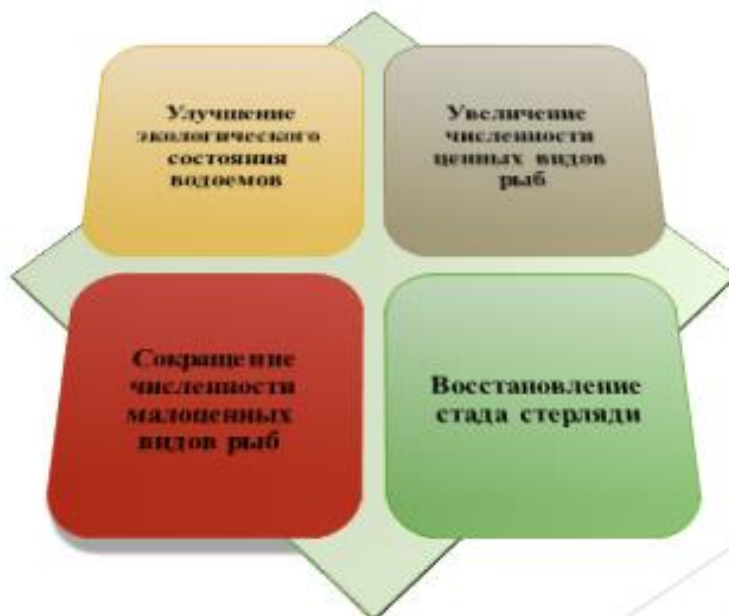 Улучшение
экологического
состояния
водоемов
Увеличение
численности
ценных видов
рыб
Сокращение
численности
малоценных
видов рыб
Восстановление
стада стерляди